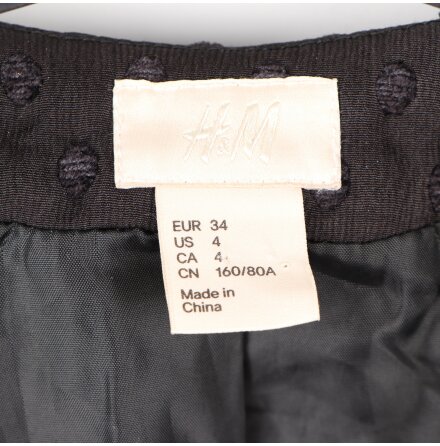 H&M
EUR 34
US 4
CA 4
CN 160/80A
Made in
China